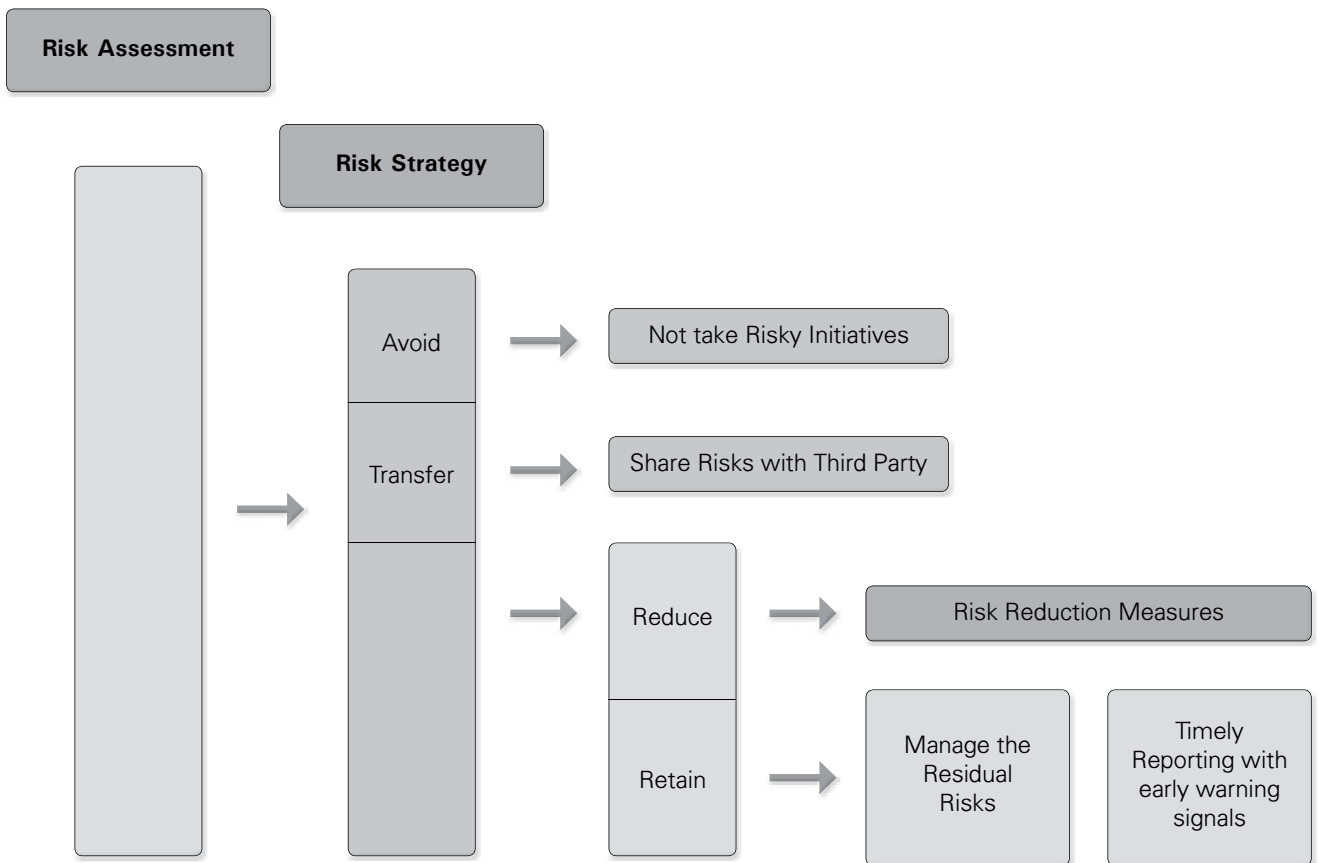 Risk Assessment
Risk Strategy
Avoid
Not take Risky Initiatives
Transfer
Share Risks with Third Party
Reduce
Risk Reduction Measures
Retain
Manage the
Residual
Risks
Timely
Reporting with
early warning
signals